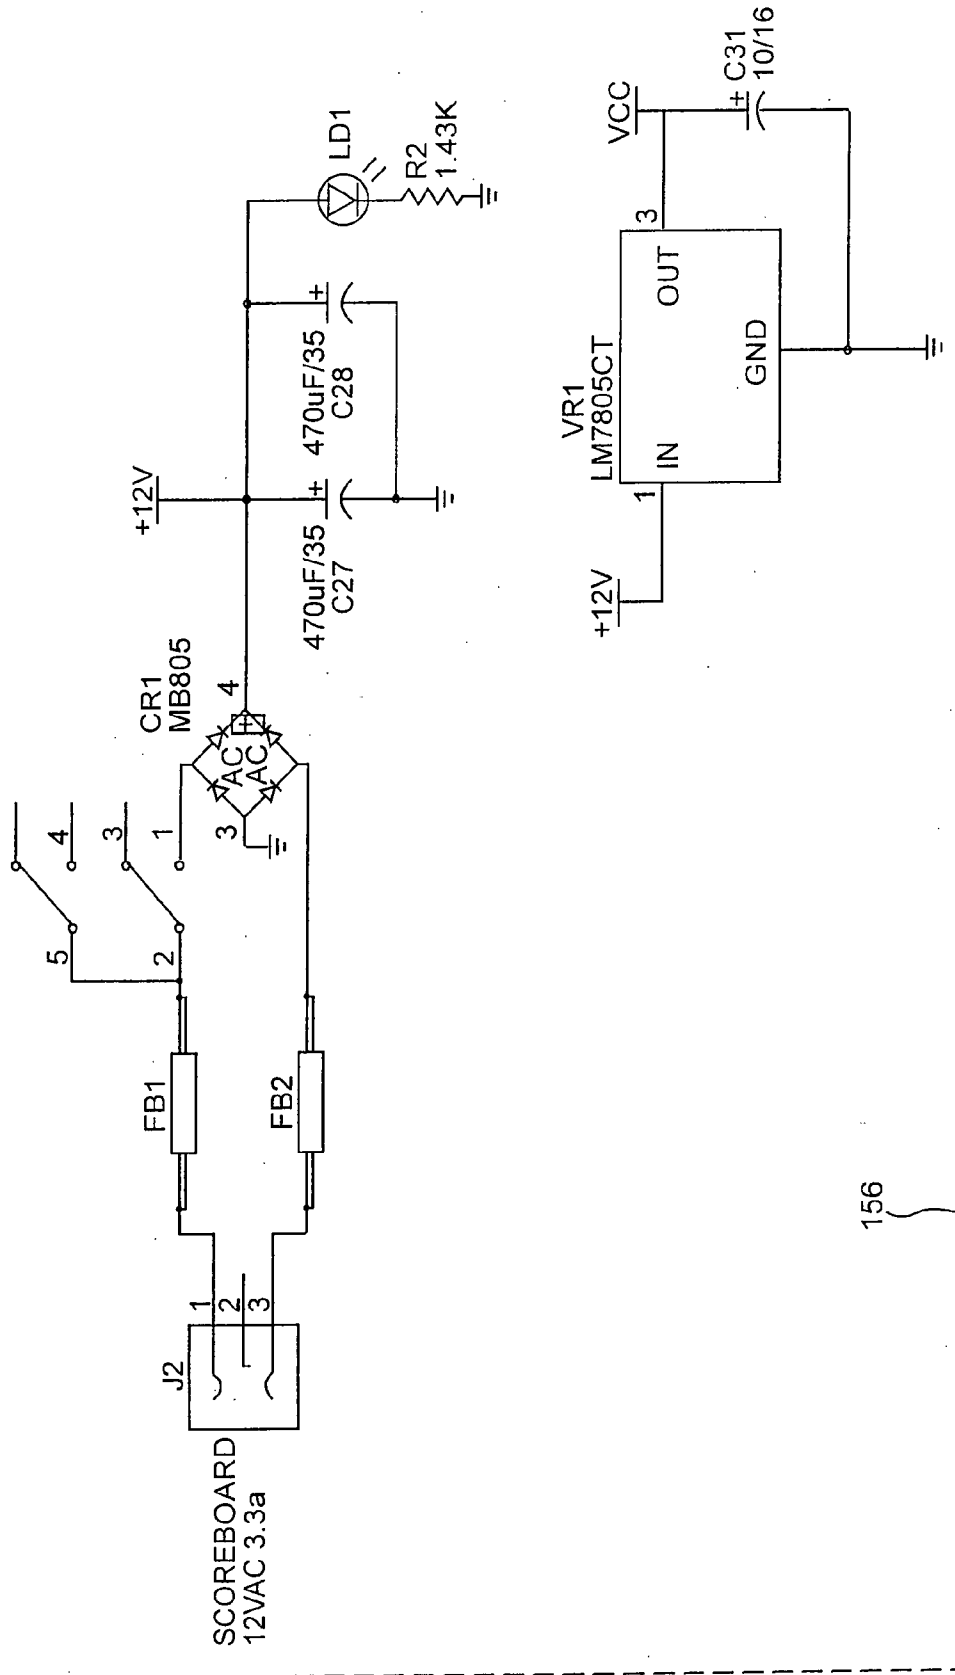 SCOREBOARD
12VAC 3.3a
J2
1
2
3
FB1
FB2
5
2
4
3
1
CR1
MB805
AC
AC
+
3
4
+12V
+
470uF/35
C27
+
470uF/35
C28
LD1
R2
1.43K
+12V
1
VR1
LM7805CT
IN
OUT
GND
3
VCC
+
C31
10/16
156